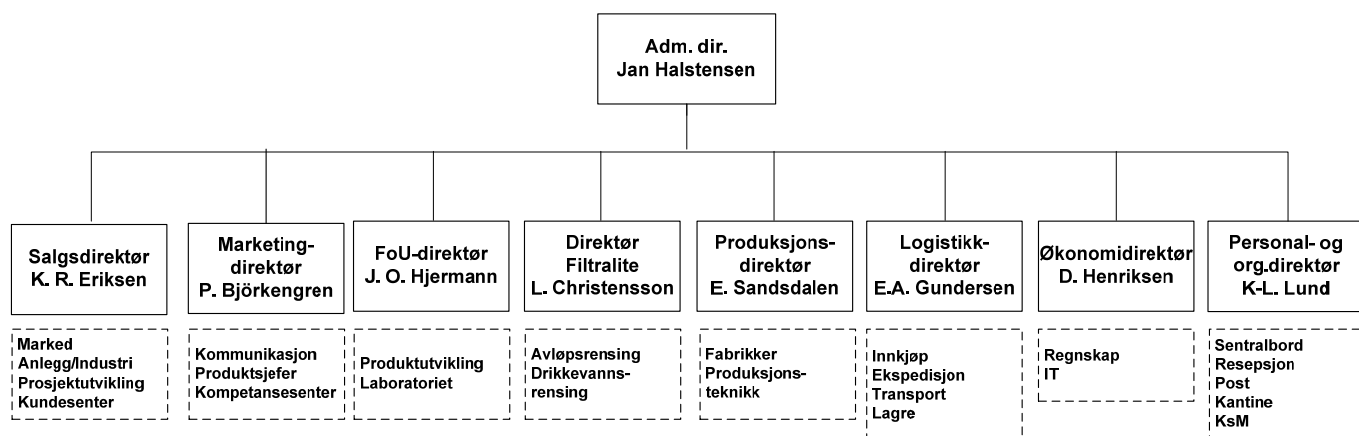 Adm. dir.
Jan Halstensen
Salgsdirektør
K. R. Eriksen
Marketing-
direktør
P. Björkengren
FoU-direktør
J. O. Hjermann
Direktør
Filtralite
L. Christensson
Produksjons-
direktør
E. Sandsdalen
Logistikk-
direktør
E.A. Gundersen
Økonomidirektør
D. Henriksen
Personal- og
org.direktør
K-L. Lund
Marked
Anlegg/Industri
Prosjektutvikling
Kundesenter
Kommunikasjon
Produktsjefer
Kompetansesenter
Produktutvikling
Laboratoriet
Avløpsrensing
Drikkevanns-
rensing
Fabrikker
Produksjons-
teknikk
Innkjøp
Ekspedisjon
Transport
Lagre
Regnskap
IT
Sentralbord
Resepsjon
Post
Kantine
KsM